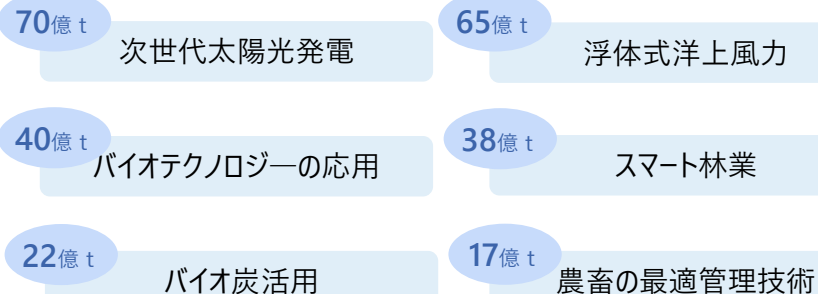 70億 t
次世代太陽光発電
65億 t
浮体式洋上風力
40億 t
バイオテクノロジ―の応用
38億 t
スマート林業
22億 t
バイオ炭活用
17億 t
農畜の最適管理技術